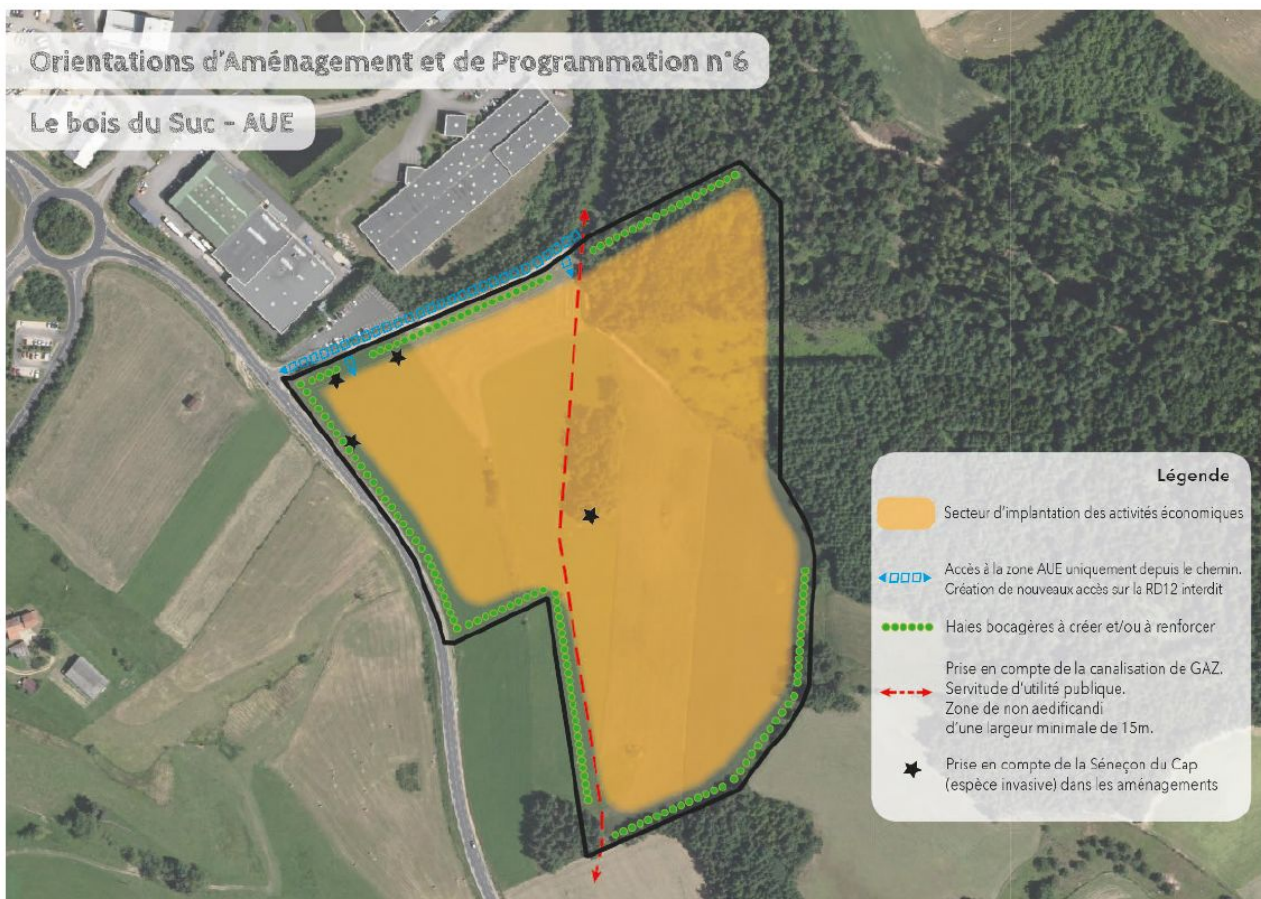 Orientations d'Aménagement et de Programmation n°6
Le bois du Suc - AUE
Légende
Secteur d'implantation des activités économiques
Accès à la zone AUE uniquement depuis le chemin.
Création de nouveaux accès sur la RD12 interdit
Haies bocagères à créer et/ou à renforcer
Prise en compte de la canalisation de GAZ.
Servitude d'utilité publique.
Zone de non aedificandi
d'une largeur minimale de 15m.
Prise en compte de la Séneçon du Cap
(espèce invasive) dans les aménagements